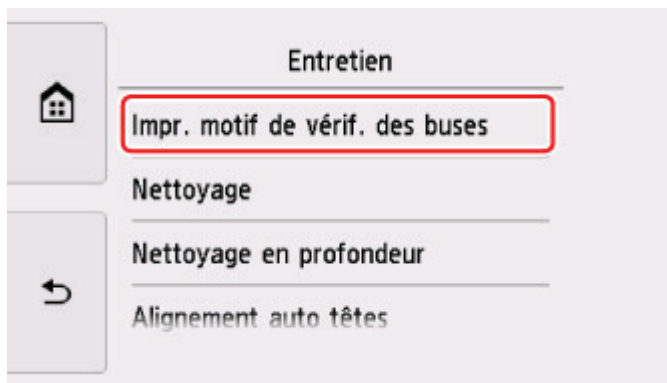 Entretien
Impr. motif de vérif. des buses
Nettoyage
Nettoyage en profondeur
Alignement auto têtes